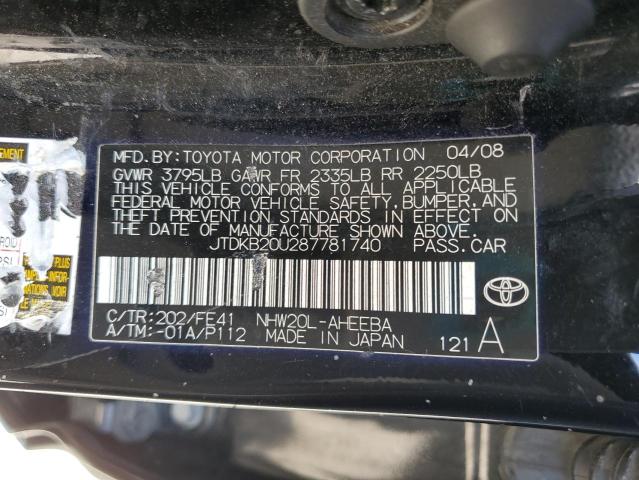 MFD.BY:TOYOTA MOTOR CORPORATION 04/08
GVWR 3795LB GAWR FR 2335LB RR 2250LB
THIS VEHICLE CONFORMS TO ALL APPLICABLE
FEDERAL MOTOR VEHICLE SAFETY, BUMPER, AND
THEFT PREVENTION STANDARDS IN EFFECT ON
THE DATE OF MANUFACTURE SHOWN ABOVE.
JTDKB20U287781740 PASS.CAR
C/TR:202/FE41 NHW20L-AHEEBA
A/TM:-01A/P112 MADE IN JAPAN 121 A
PLUS